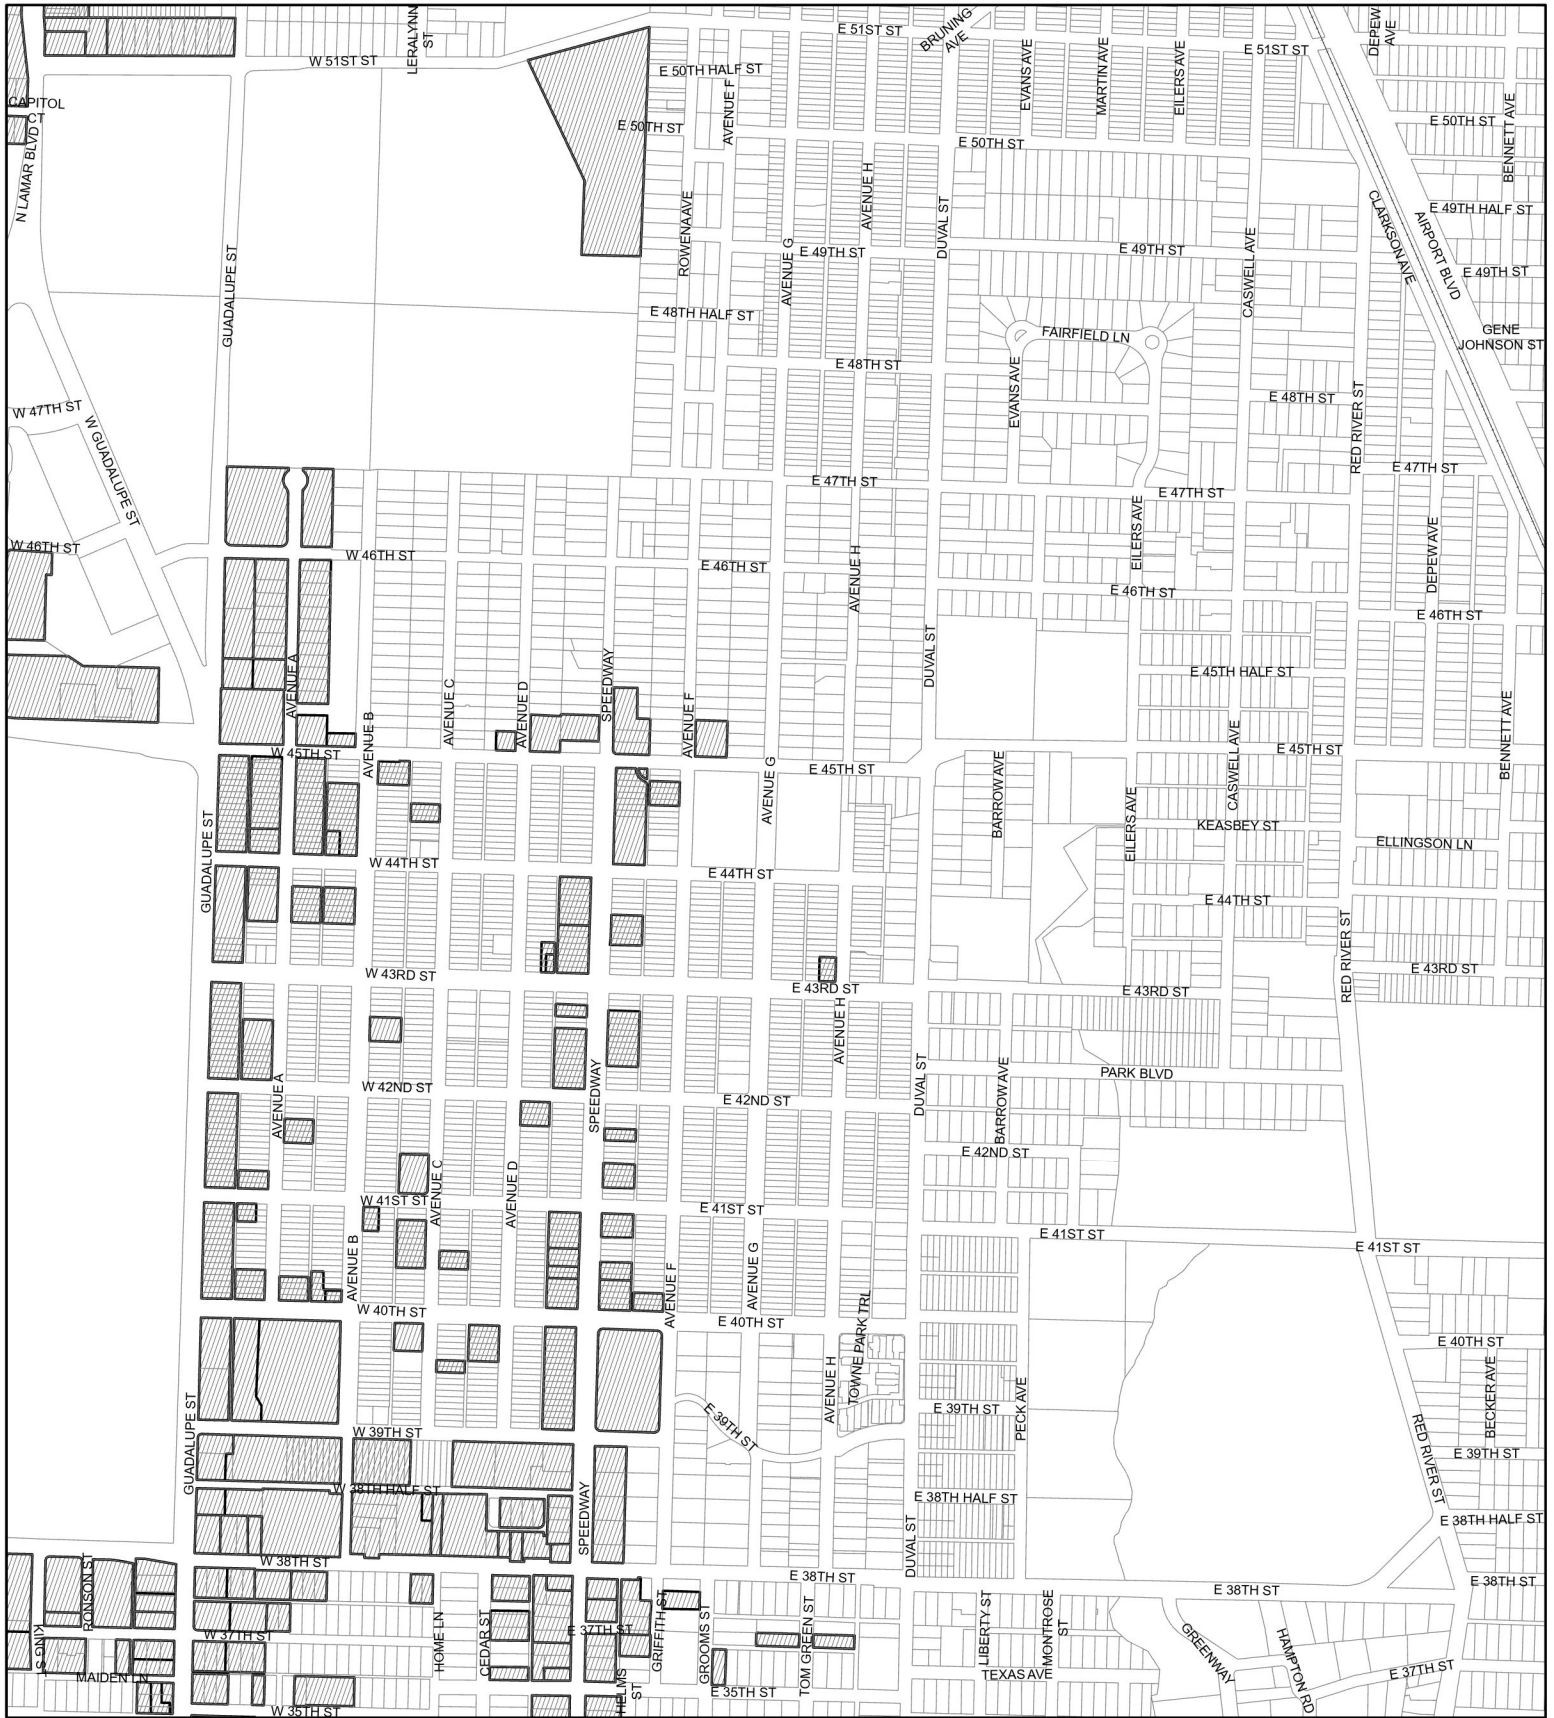 LERALYNN
ST
E 51ST ST
BRUNING
AVE
DEPEW
AVE
W 51ST ST
E 50TH HALF ST
AVENUE F
EVANS AVE
MARTIN AVE
EILERS AVE
E 51ST ST
CAPITOL
CT
N LAMAR BLVD
E 50TH ST
E 50TH ST
E 50TH ST
BENNETT AVE
GUADALUPE ST
ROWENA AVE
AVENUE G
AVENUE H
E 49TH ST
DUVAL ST
E 49TH ST
CASWELL AVE
CLARKSON AVE
AIRPORT BLVD
E 49TH HALF ST
E 49TH ST
E 48TH HALF ST
FAIRFIELD LN
GENE
JOHNSON ST
E 48TH ST
EVANS AVE
E 48TH ST
RED RIVER ST
W 47TH ST
W GUADALUPE ST
E 47TH ST
E 47TH ST
E 47TH ST
W 46TH ST
W 46TH ST
E 46TH ST
AVENUE H
EILERS AVE
E 46TH ST
DEPEW AVE
E 46TH ST
AVENUE A
AVENUE B
AVENUE C
AVENUE D
SPEEDWAY
AVENUE F
DUVAL ST
E 45TH HALF ST
BENNETT AVE
W 45TH ST
E 45TH ST
AVENUE G
BARROW AVE
EILERS AVE
CASWELL AVE
E 45TH ST
KEASBEY ST
ELLINGSON LN
GUADALUPE ST
W 44TH ST
E 44TH ST
E 44TH ST
W 43RD ST
E 43RD ST
E 43RD ST
RED RIVER ST
E 43RD ST
AVENUE H
AVENUE A
W 42ND ST
SPEEDWAY
E 42ND ST
DUVAL ST
BARROW AVE
PARK BLVD
E 42ND ST
W 41ST ST
AVENUE C
AVENUE D
E 41ST ST
E 41ST ST
E 41ST ST
AVENUE B
AVENUE F
AVENUE G
W 40TH ST
E 40TH ST
TOWNE PARK TRL
AVENUE H
E 40TH ST
GUADALUPE ST
W 39TH ST
E 39TH ST
E 39TH ST
PECK AVE
RED RIVER ST
BECKER AVE
E 39TH ST
W 38TH HALF ST
SPEEDWAY
E 38TH HALF ST
DUVAL ST
E 38TH HALF ST
W 38TH ST
E 38TH ST
E 38TH ST
E 38TH ST
RONSON ST
KING ST
W 37TH ST
HOME LN
CEDAR ST
E 37TH ST
GRIFFITH ST
GROOMS ST
TOM GREEN ST
LIBERTY ST
MONTROSE
ST
GREENWAY
HAMPTON RD
E 37TH ST
MAIDEN LN
TEXAS AVE
W 35TH ST
HELMS
ST
E 35TH ST